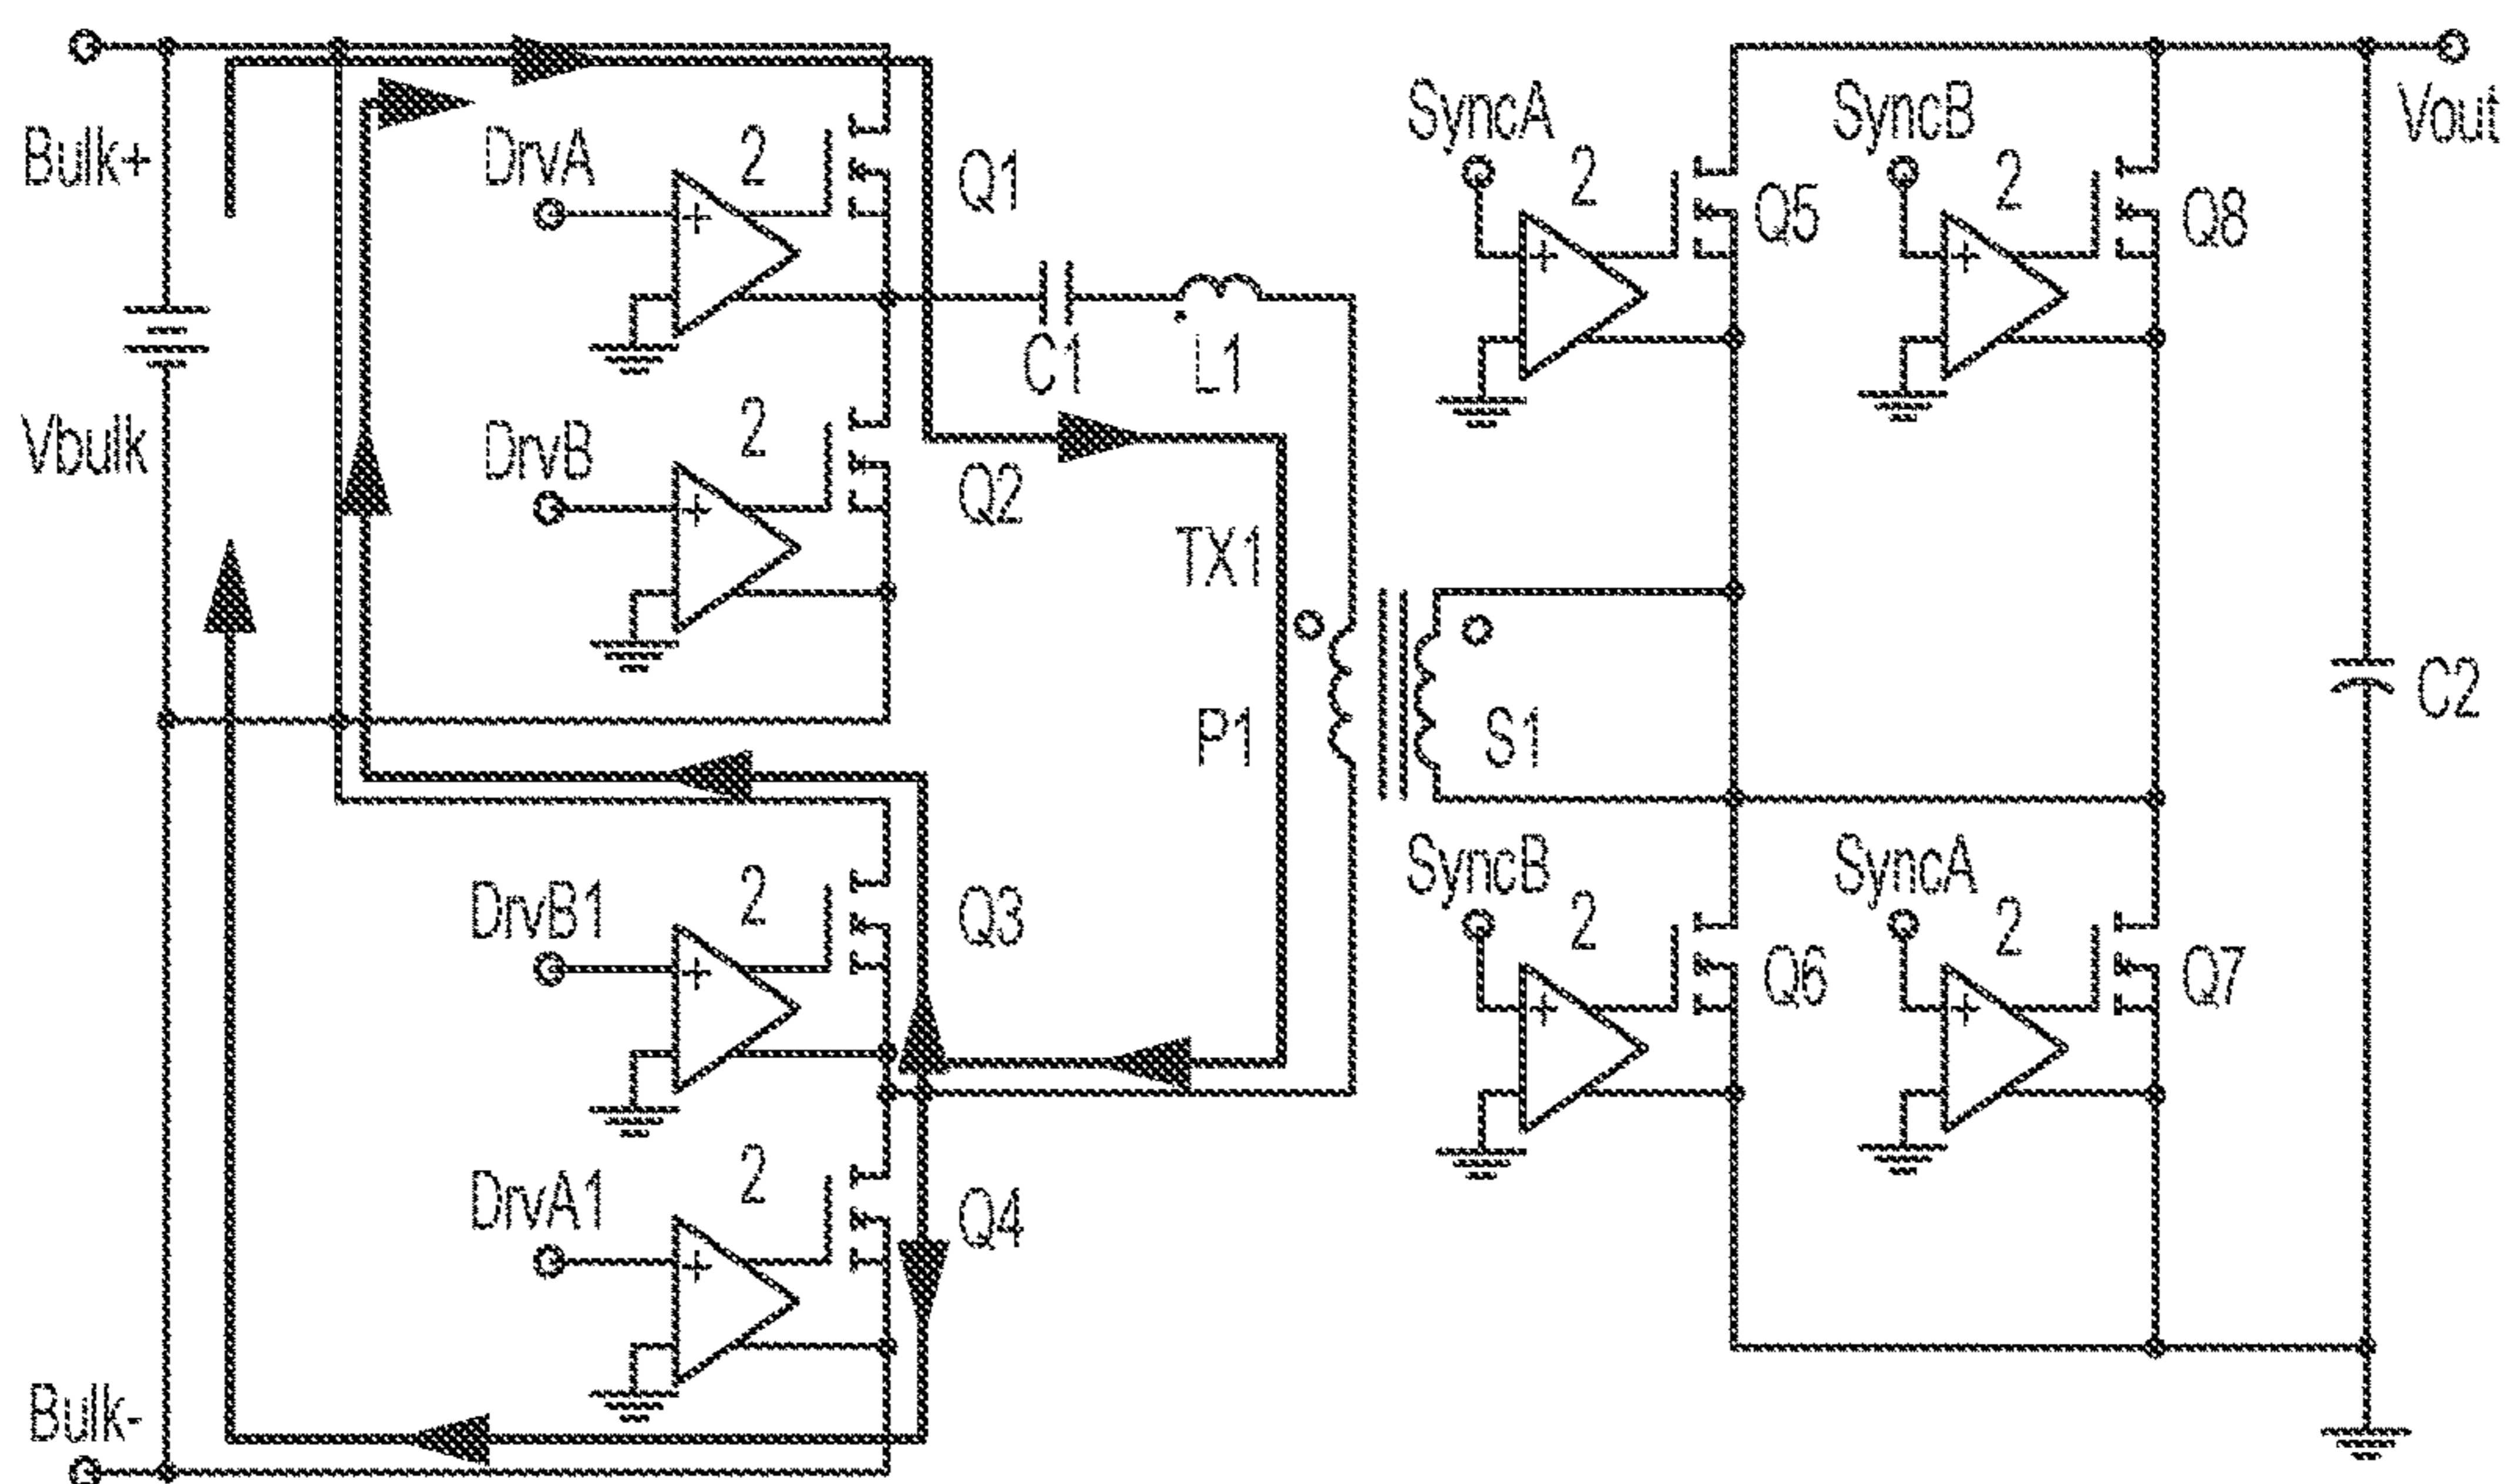 Bulk+
Vbulk
Bulk-
DrvA
2
Q1
DrvB
2
Q2
C1
L1
TX1
P1
S1
DrvB1
2
Q3
DrvA1
2
Q4
SyncA
2
Q5
SyncB
2
Q8
Vout
C2
SyncB
2
Q6
SyncA
2
Q7